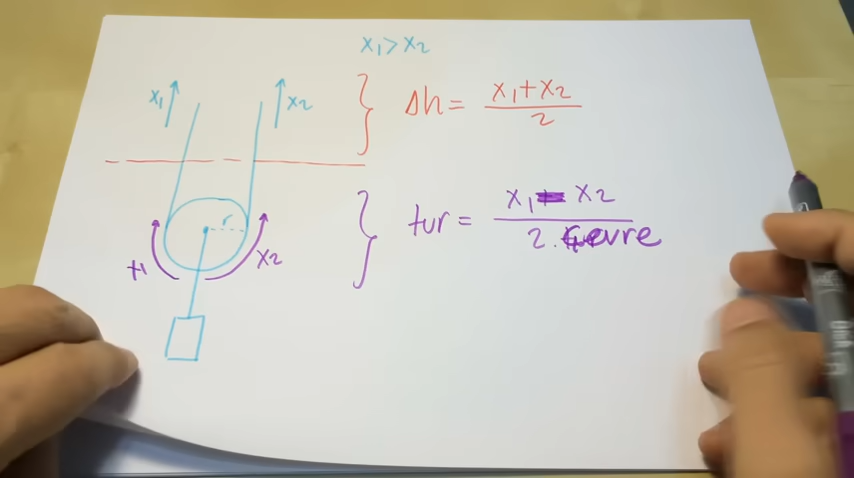 x₁ > x₂
x₁
x₂
Δh = (x₁ + x₂) / 2
r
x₁
x₂
tur = (x₁ - x₂) / 2.Çevre